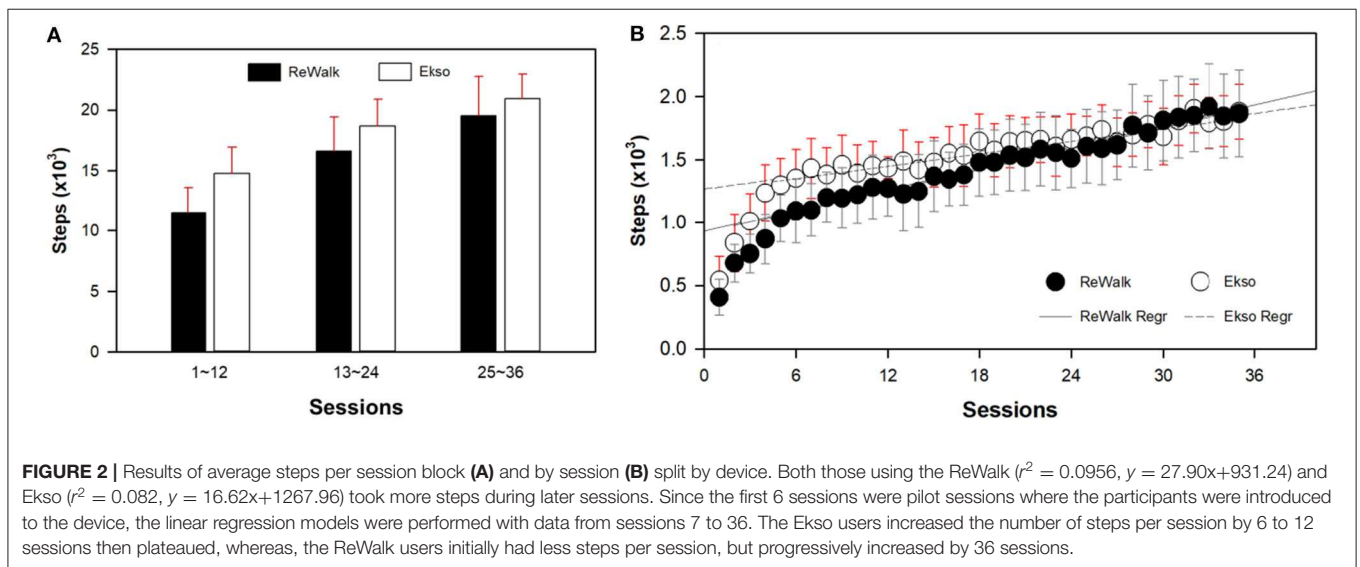 A
25
20
15
10
5
0
Steps (x10³)
ReWalk
Ekso
1~12
13~24
25~36
Sessions
B
2.5
2.0
1.5
1.0
0.5
0.0
Steps (x10³)
ReWalk
Ekso
ReWalk Regr
Ekso Regr
0
6
12
18
24
30
36
Sessions
FIGURE 2 | Results of average steps per session block (A) and by session (B) split by device. Both those using the ReWalk (r² = 0.0956, y = 27.90x+931.24) and
Ekso (r² = 0.082, y = 16.62x+1267.96) took more steps during later sessions. Since the first 6 sessions were pilot sessions where the participants were introduced
to the device, the linear regression models were performed with data from sessions 7 to 36. The Ekso users increased the number of steps per session by 6 to 12
sessions then plateaued, whereas, the ReWalk users initially had less steps per session, but progressively increased by 36 sessions.